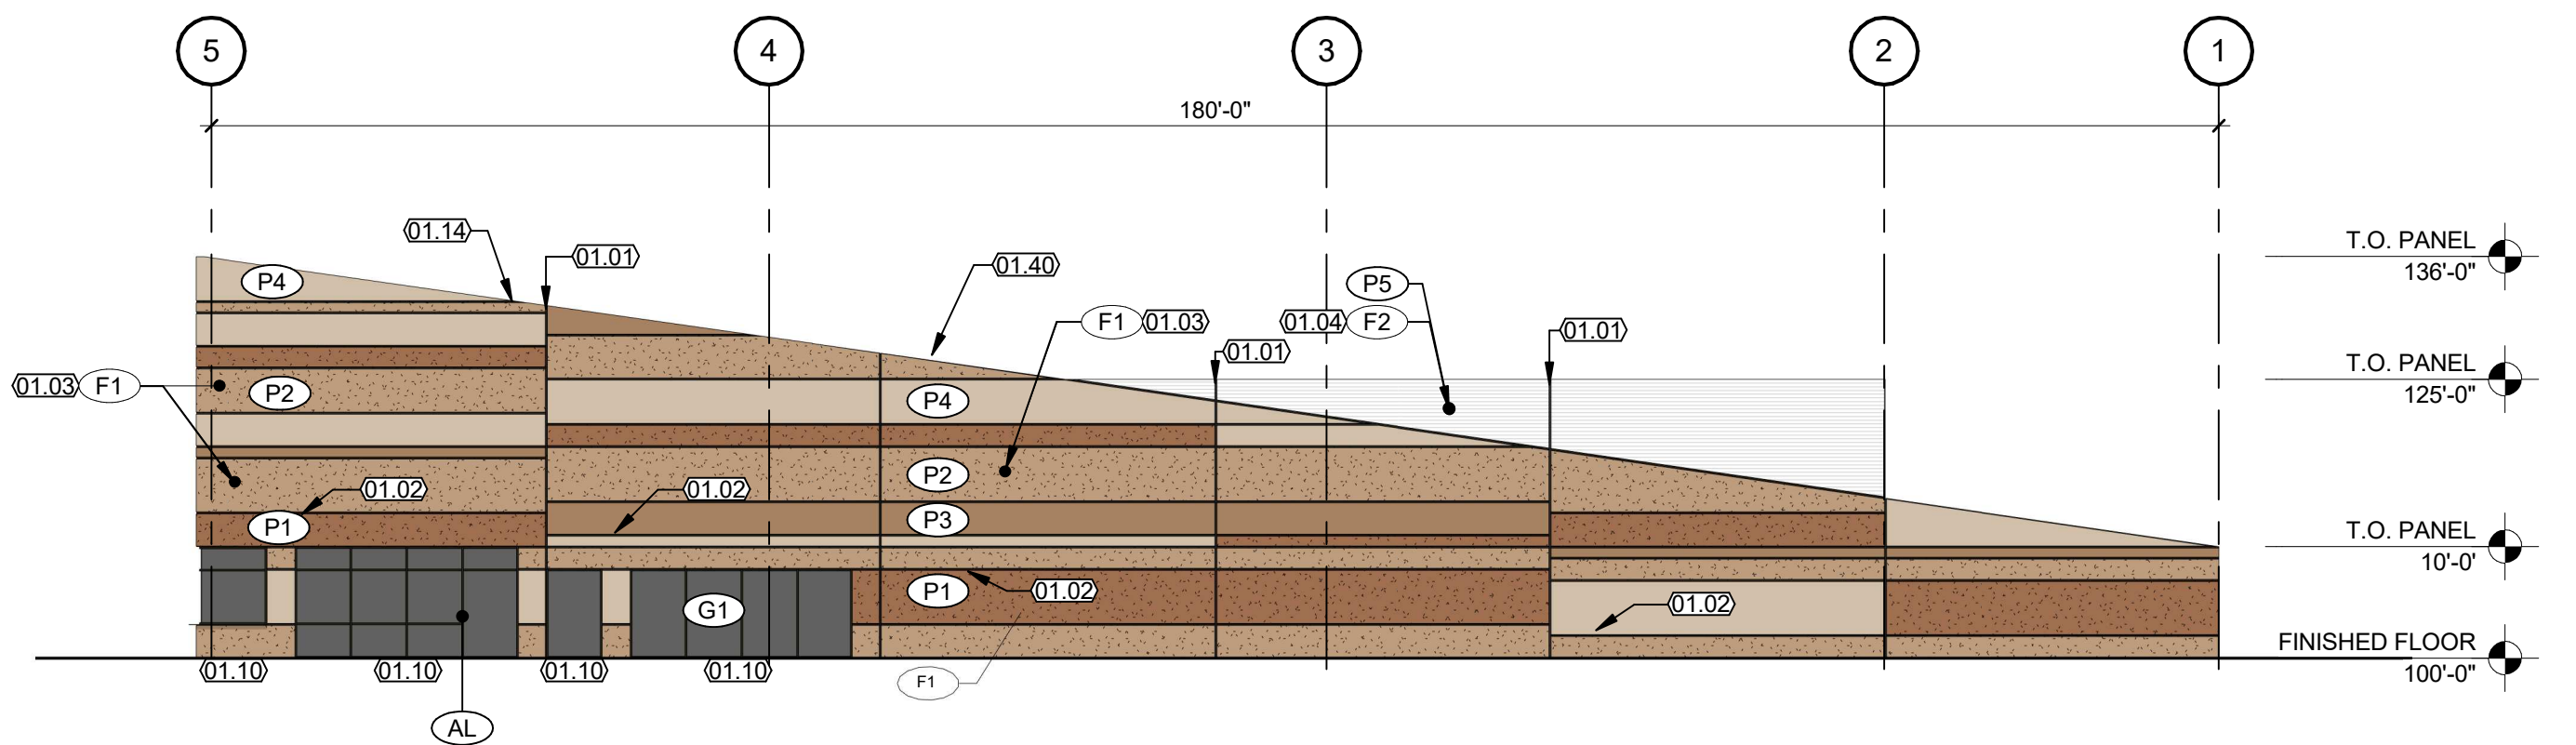 5
4
3
2
1
180'-0"
01.14
01.01
01.40
P4
P5
F1
01.03
01.04
F2
01.01
01.01
T.O. PANEL
136'-0"
T.O. PANEL
125'-0"
01.03
F1
P2
P4
01.02
01.02
P2
P1
P3
T.O. PANEL
10'-0'
G1
P1
01.02
01.02
FINISHED FLOOR
100'-0"
01.10
01.10
01.10
01.10
F1
AL